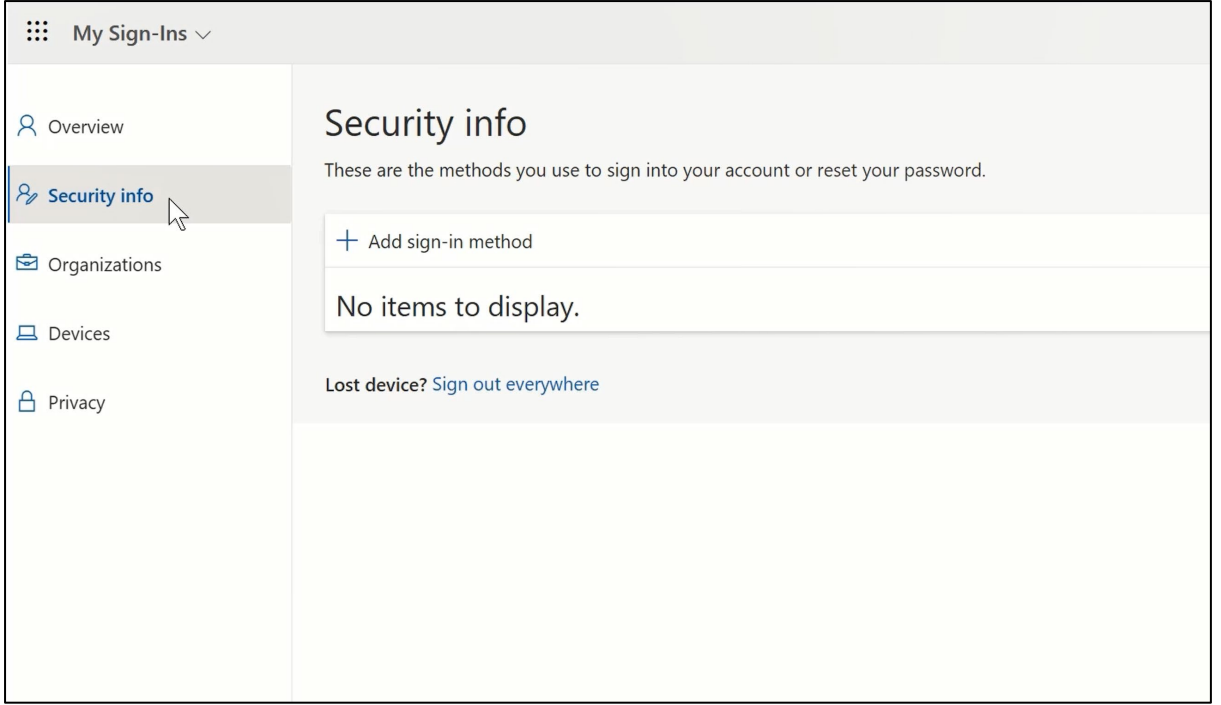 My Sign-Ins
Overview
Security info
Organizations
Devices
Privacy
Security info
These are the methods you use to sign into your account or reset your password.
Add sign-in method
No items to display.
Lost device? Sign out everywhere